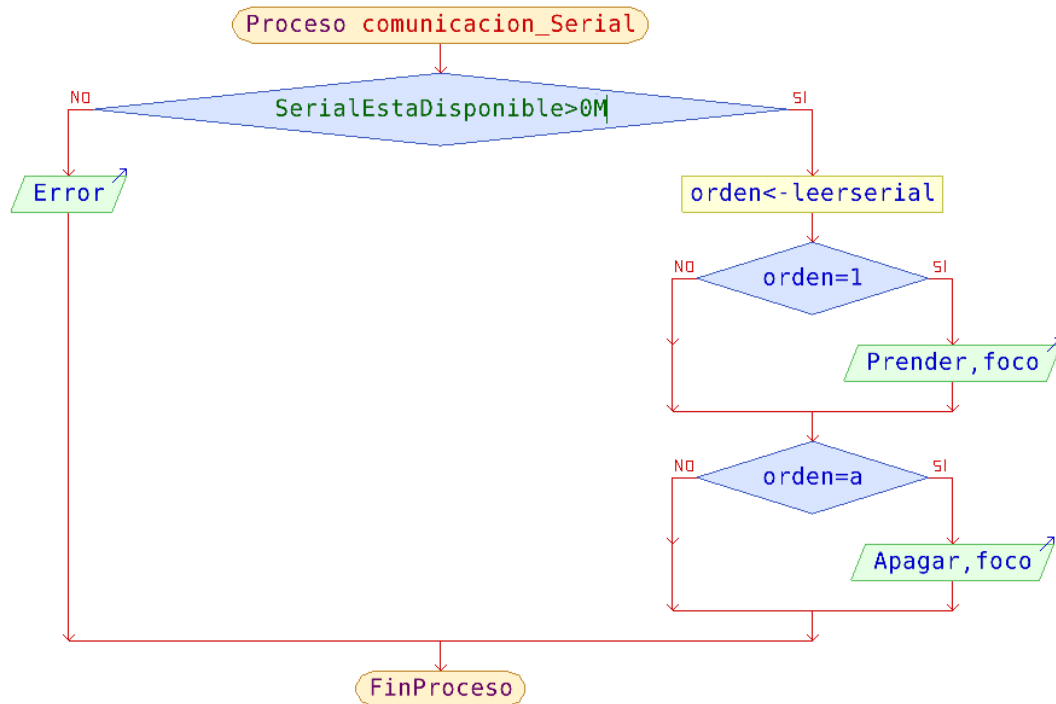 Proceso comunicacion_Serial
SerialEstaDisponible>0M
NO
SI
Error
orden<-leerserial
orden=1
NO
SI
Prender,foco
orden=a
NO
SI
Apagar,foco
FinProceso